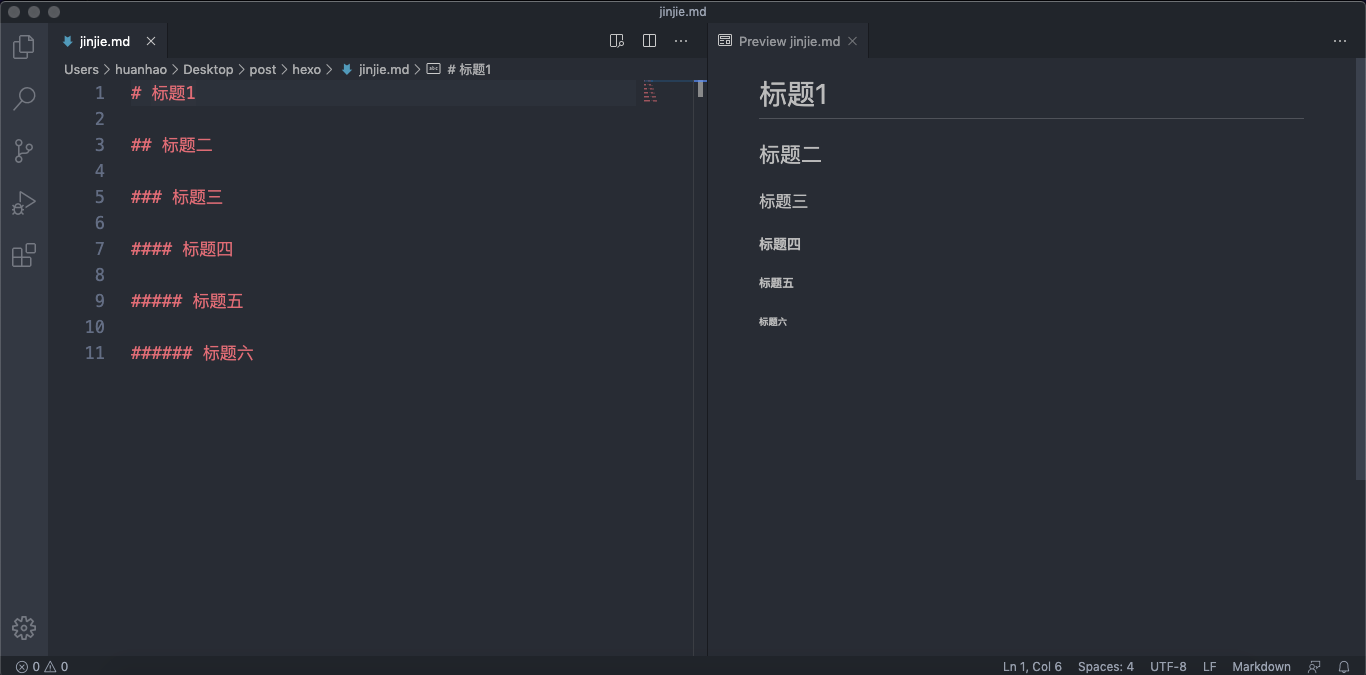 jinjie.md
jinjie.md
Preview jinjie.md
Users > huanhao > Desktop > post > hexo > jinjie.md > # 标题1
1 # 标题1
2
3 ## 标题二
4
5 ### 标题三
6
7 #### 标题四
8
9 ##### 标题五
10
11 ###### 标题六
标题1
标题二
标题三
标题四
标题五
标题六
0 0
Ln 1, Col 6 Spaces: 4 UTF-8 LF Markdown